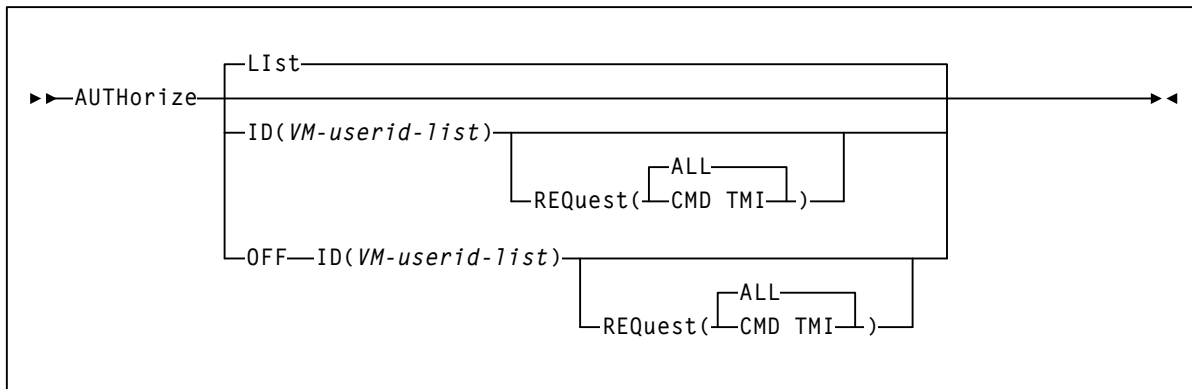 LIst
AUTHorize
ID(VM-userid-list)
ALL
REQuest( CMD TMI )
OFF ID(VM-userid-list)
ALL
REQuest( CMD TMI )